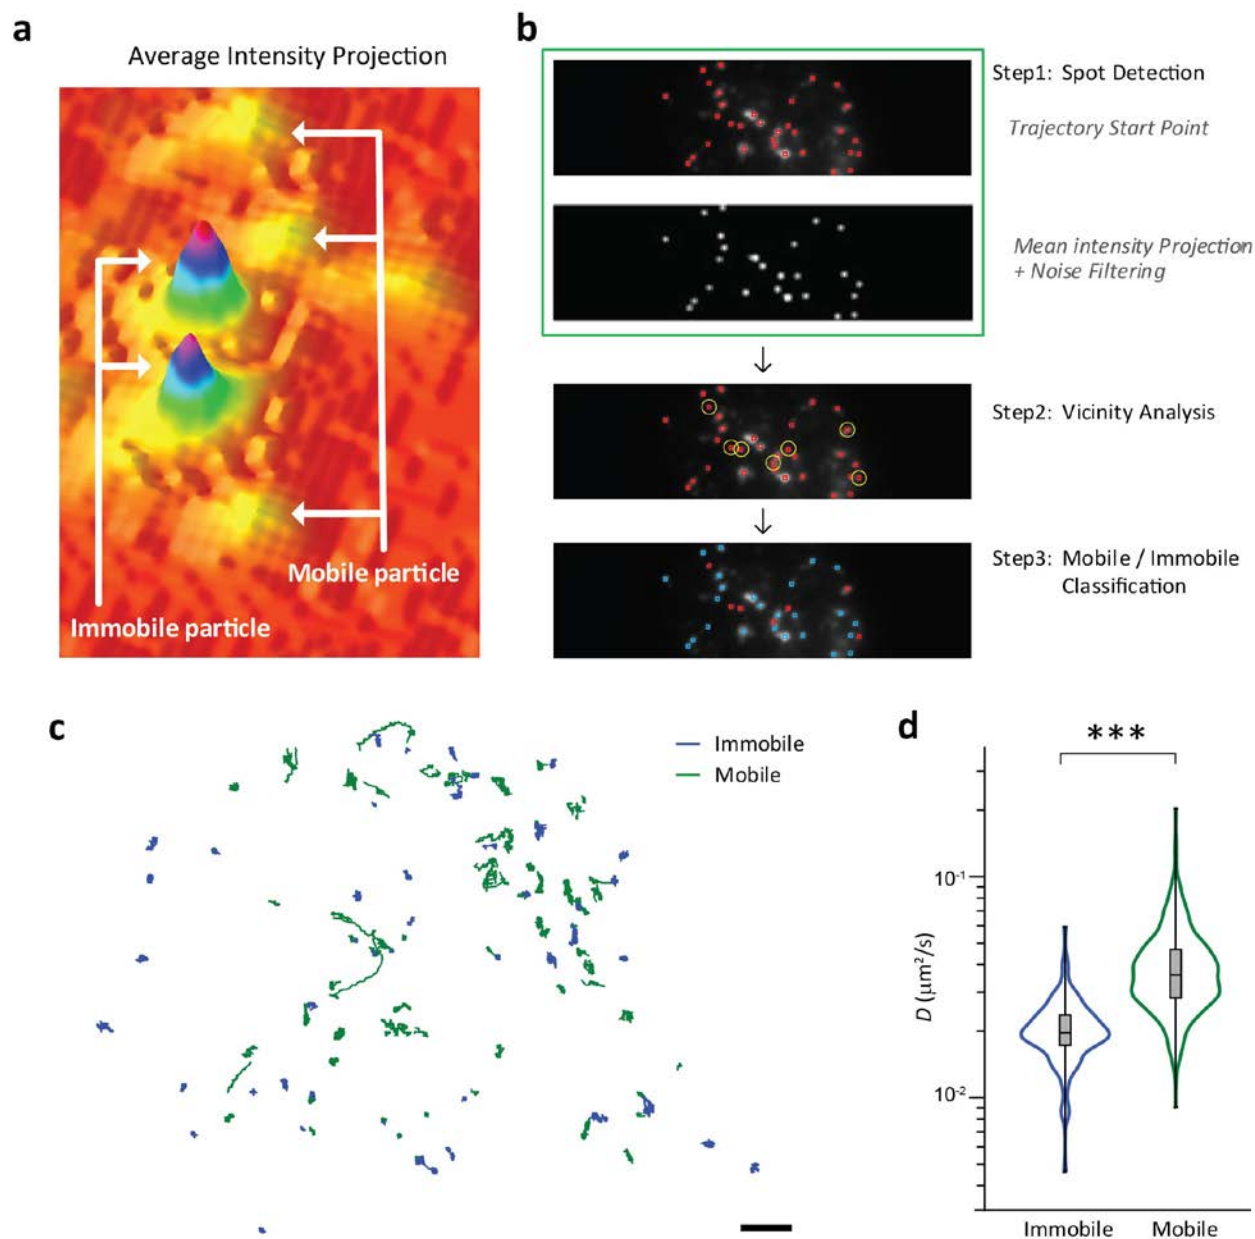 a
Average Intensity Projection
Mobile particle
Immobile particle
b
Step1: Spot Detection
Trajectory Start Point
Mean intensity Projection
+ Noise Filtering
Step2: Vicinity Analysis
Step3: Mobile / Immobile
Classification
c
Immobile
Mobile
d
***
D (μm²/s)
10⁻¹
10⁻²
Immobile
Mobile